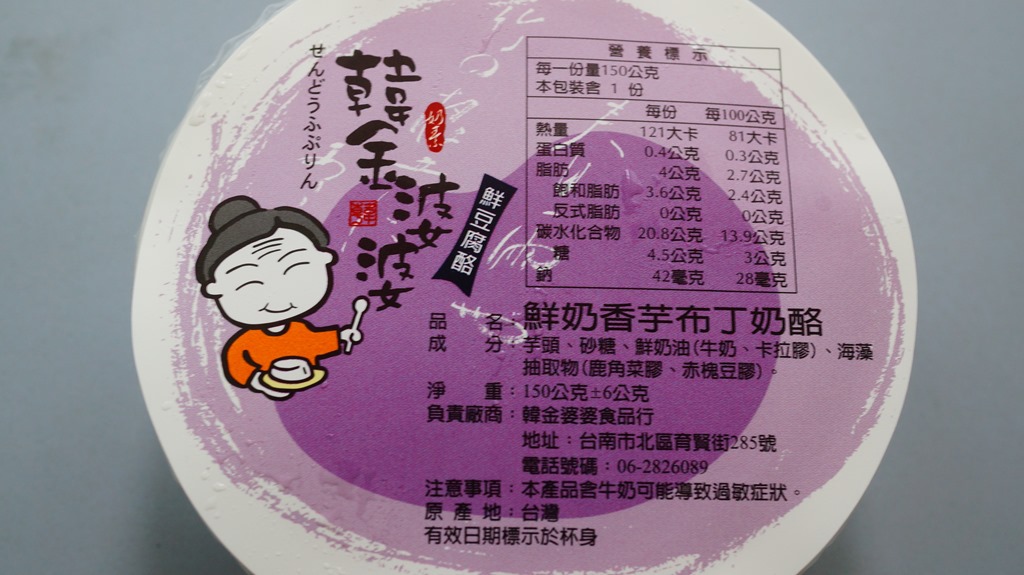 せんどうふぷりん
韓金婆婆
奶素
鮮豆腐酪
營養標示
每一份量150公克
本包裝含 1 份
每份 每100公克
熱量 121大卡 81大卡
蛋白質 0.4公克 0.3公克
脂肪 4公克 2.7公克
飽和脂肪 3.6公克 2.4公克
反式脂肪 0公克 0公克
碳水化合物 20.8公克 13.9公克
糖 4.5公克 3公克
鈉 42毫克 28毫克
品名：鮮奶香芋布丁奶酪
成分：芋頭、砂糖、鮮奶油(牛奶、卡拉膠)、海藻
抽取物(鹿角菜膠、赤槐豆膠)。
淨重：150公克±6公克
負責廠商：韓金婆婆食品行
地址：台南市北區育賢街285號
電話號碼：06-2826089
注意事項：本產品含牛奶可能導致過敏症狀。
原產地：台灣
有效日期標示於杯身